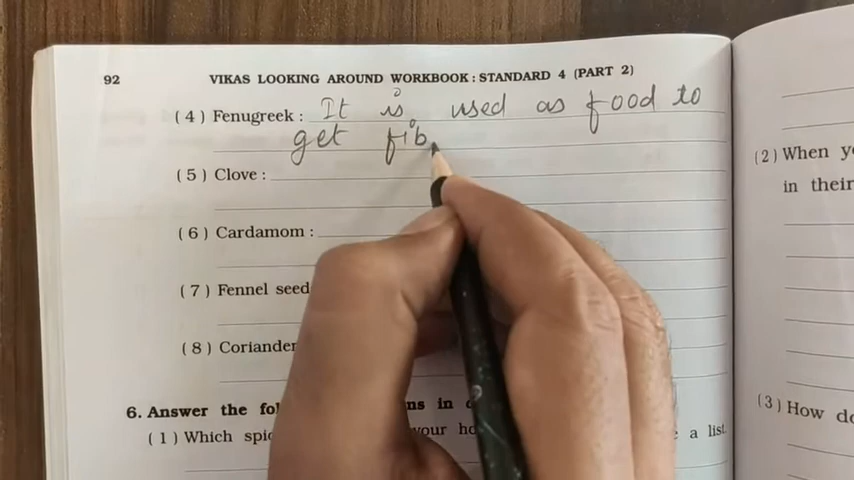 92
VIKAS LOOKING AROUND WORKBOOK : STANDARD 4 (PART 2)
(4) Fenugreek : It is used as food to
get fib
(5) Clove :
(6) Cardamom :
(7) Fennel seed
(8) Coriander
6. Answer the
(1) Which your a list.
(2) When
in their
(3) How